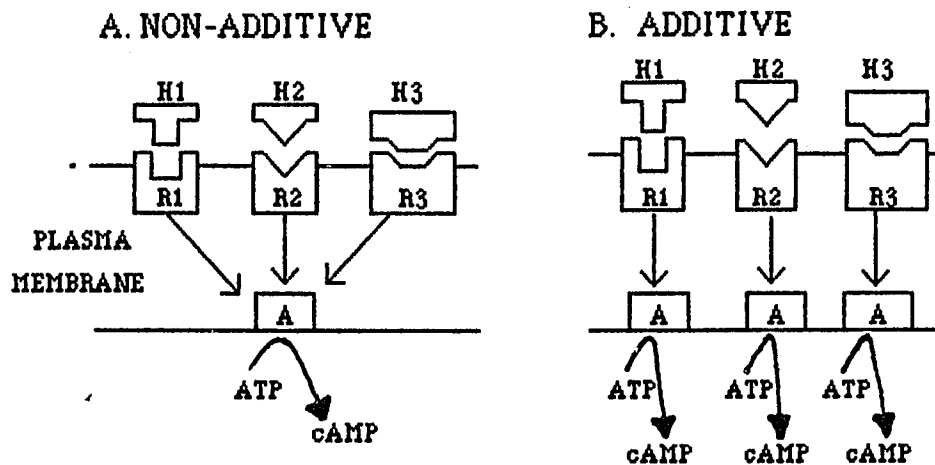 A. NON-ADDITIVE
H1 H2 H3
R1 R2 R3
PLASMA
MEMBRANE
A
ATP
cAMP
B. ADDITIVE
H1 H2 H3
R1 R2 R3
A A A
ATP ATP ATP
cAMP cAMP cAMP